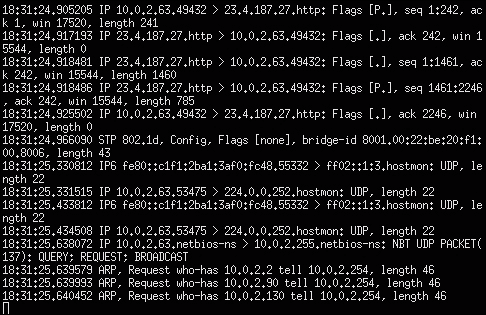 18:31:24.905205 IP 10.0.2.63.49432 > 23.4.187.27.http: Flags [P.], seq 1:242, ac
k 1, win 17520, length 241
18:31:24.917193 IP 23.4.187.27.http > 10.0.2.63.49432: Flags [.], ack 242, win 1
5544, length 0
18:31:24.918481 IP 23.4.187.27.http > 10.0.2.63.49432: Flags [.], seq 1:1461, ac
k 242, win 15544, length 1460
18:31:24.918486 IP 23.4.187.27.http > 10.0.2.63.49432: Flags [P.], seq 1461:2246
, ack 242, win 15544, length 785
18:31:24.925502 IP 10.0.2.63.49432 > 23.4.187.27.http: Flags [.], ack 2246, win
17520, length 0
18:31:24.966090 STP 802.1d, Config, Flags [none], bridge-id 8001.00:22:be:20:f1:
00.8006, length 43
18:31:25.330812 IP6 fe80::c1f1:2ba1:3af0:fc48.55332 > ff02::1:3.hostmon: UDP, le
ngth 22
18:31:25.331515 IP 10.0.2.63.53475 > 224.0.0.252.hostmon: UDP, length 22
18:31:25.433812 IP6 fe80::c1f1:2ba1:3af0:fc48.55332 > ff02::1:3.hostmon: UDP, le
ngth 22
18:31:25.434508 IP 10.0.2.63.53475 > 224.0.0.252.hostmon: UDP, length 22
18:31:25.638072 IP 10.0.2.63.netbios-ns > 10.0.2.255.netbios-ns: NBT UDP PACKET(
137): QUERY; REQUEST; BROADCAST
18:31:25.639579 ARP, Request who-has 10.0.2.2 tell 10.0.2.254, length 46
18:31:25.639993 ARP, Request who-has 10.0.2.90 tell 10.0.2.254, length 46
18:31:25.640452 ARP, Request who-has 10.0.2.130 tell 10.0.2.254, length 46